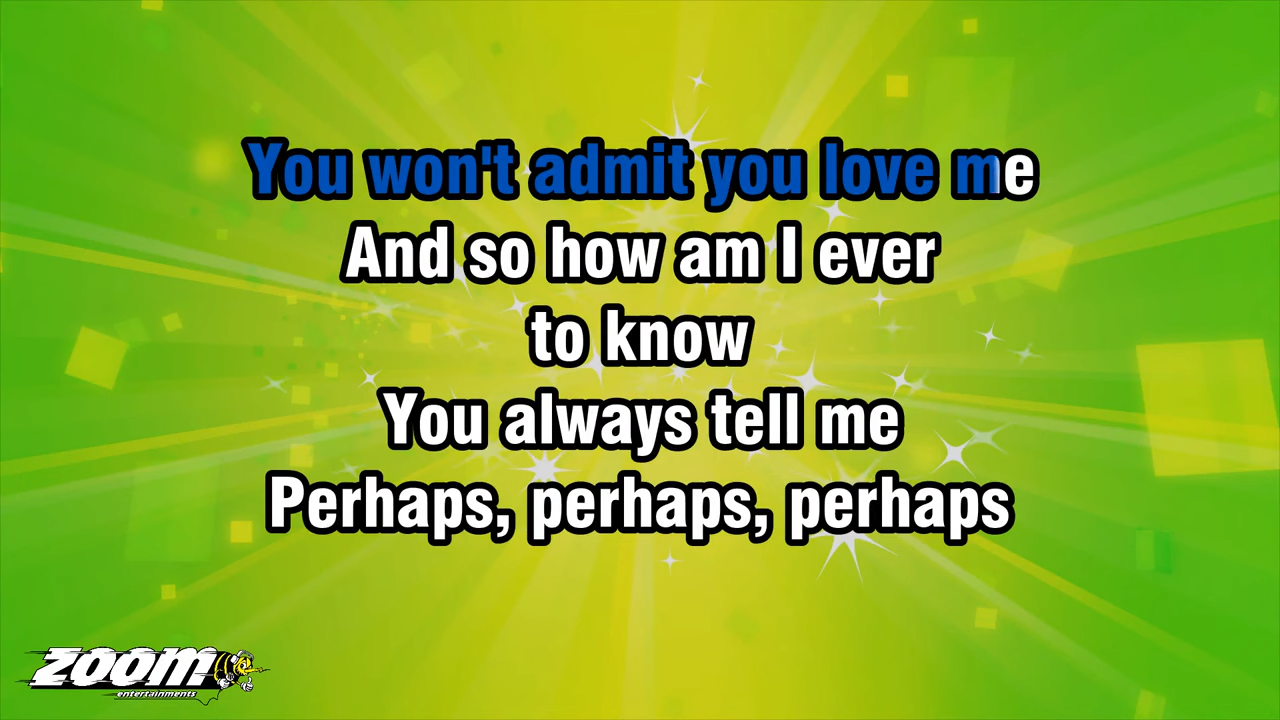 You won't admit you love me
And so how am I ever
to know
You always tell me
Perhaps, perhaps, perhaps
zoom
entertainments